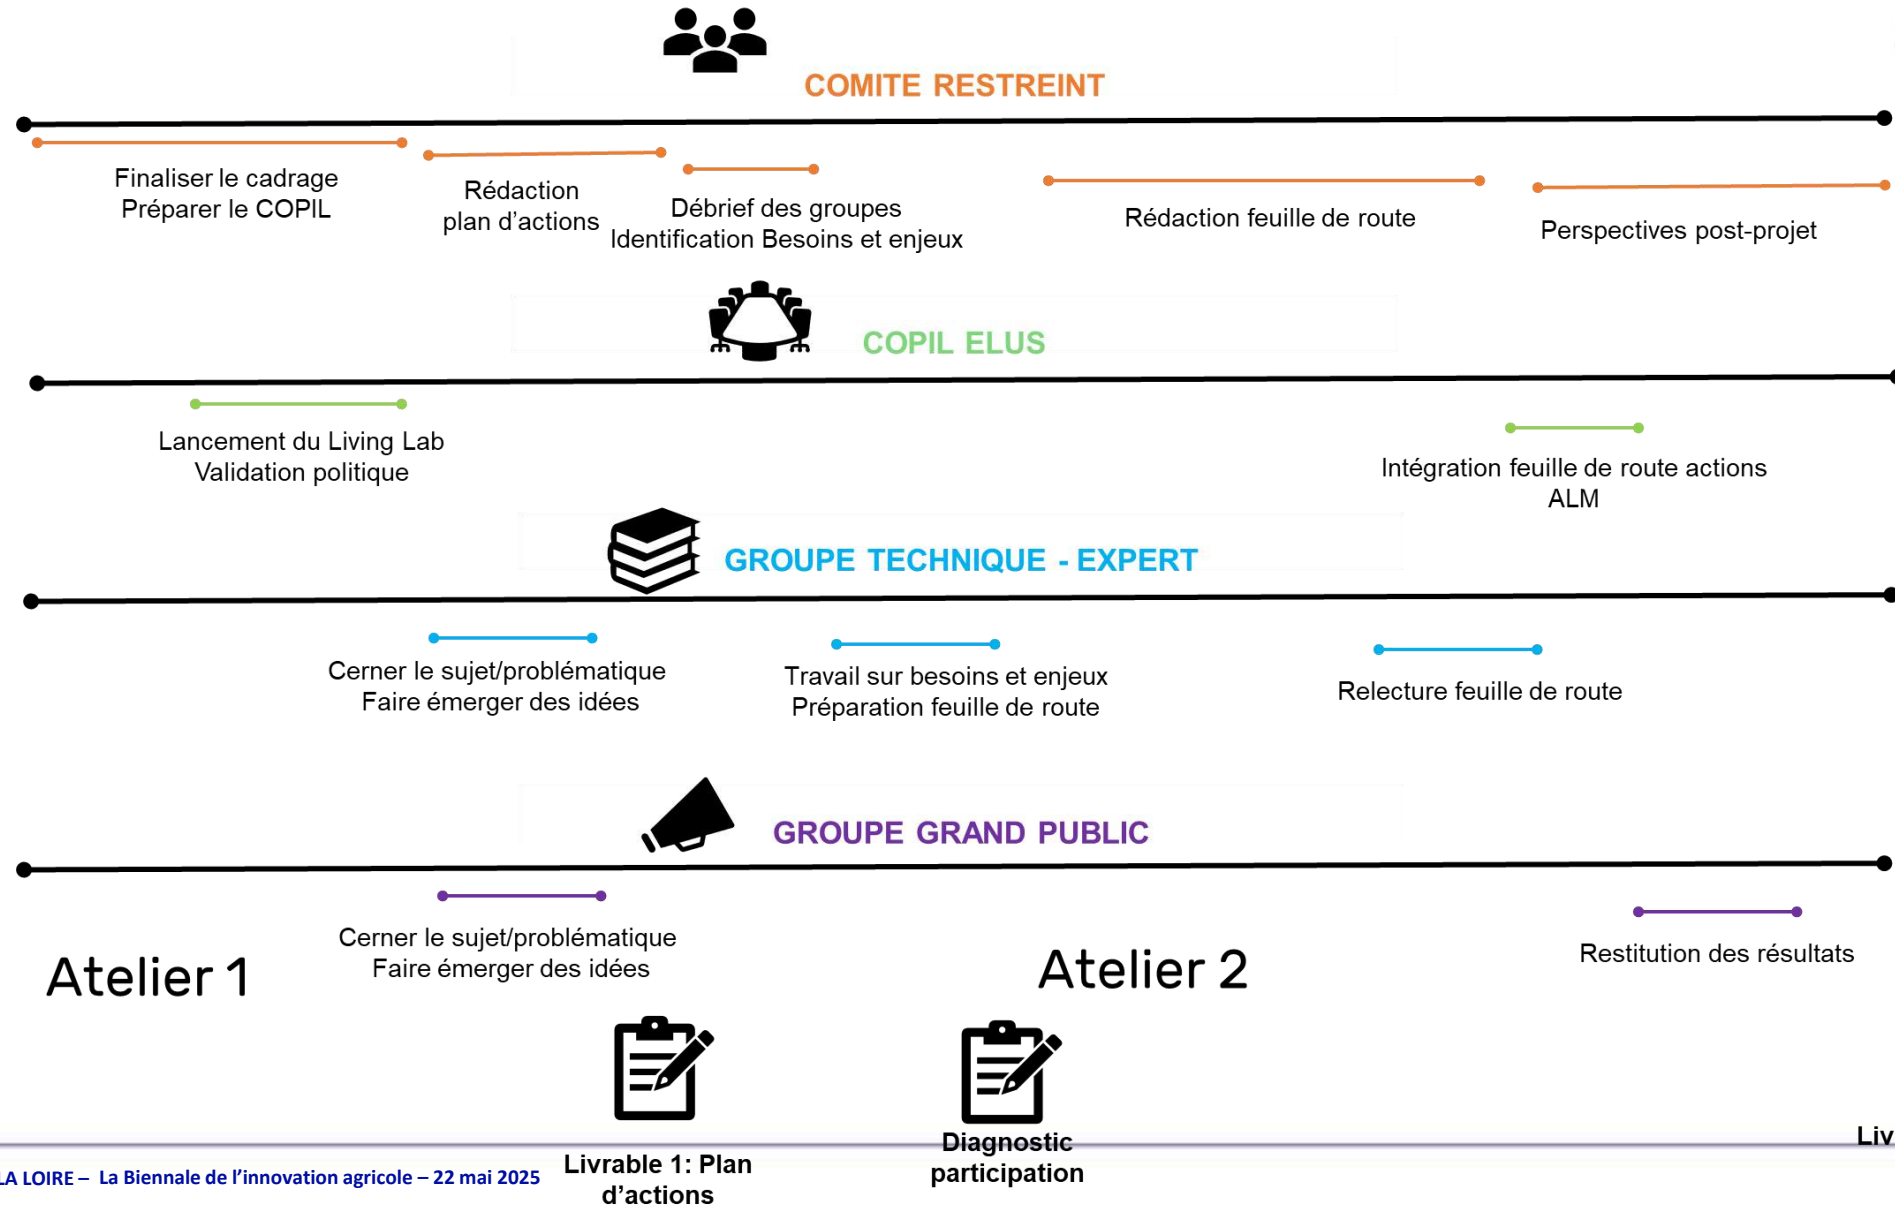 COMITE RESTREINT
Finaliser le cadrage
Préparer le COPIL
Rédaction
plan d'actions
Débrief des groupes
Identification Besoins et enjeux
Rédaction feuille de route
Perspectives post-projet
COPIL ELUS
Lancement du Living Lab
Validation politique
Intégration feuille de route actions
ALM
GROUPE TECHNIQUE - EXPERT
Cerner le sujet/problématique
Faire émerger des idées
Travail sur besoins et enjeux
Préparation feuille de route
Relecture feuille de route
GROUPE GRAND PUBLIC
Cerner le sujet/problématique
Faire émerger des idées
Restitution des résultats
Atelier 1
Atelier 2
Livrable 1: Plan
d'actions
Diagnostic
participation
Liv
LA LOIRE – La Biennale de l'innovation agricole – 22 mai 2025